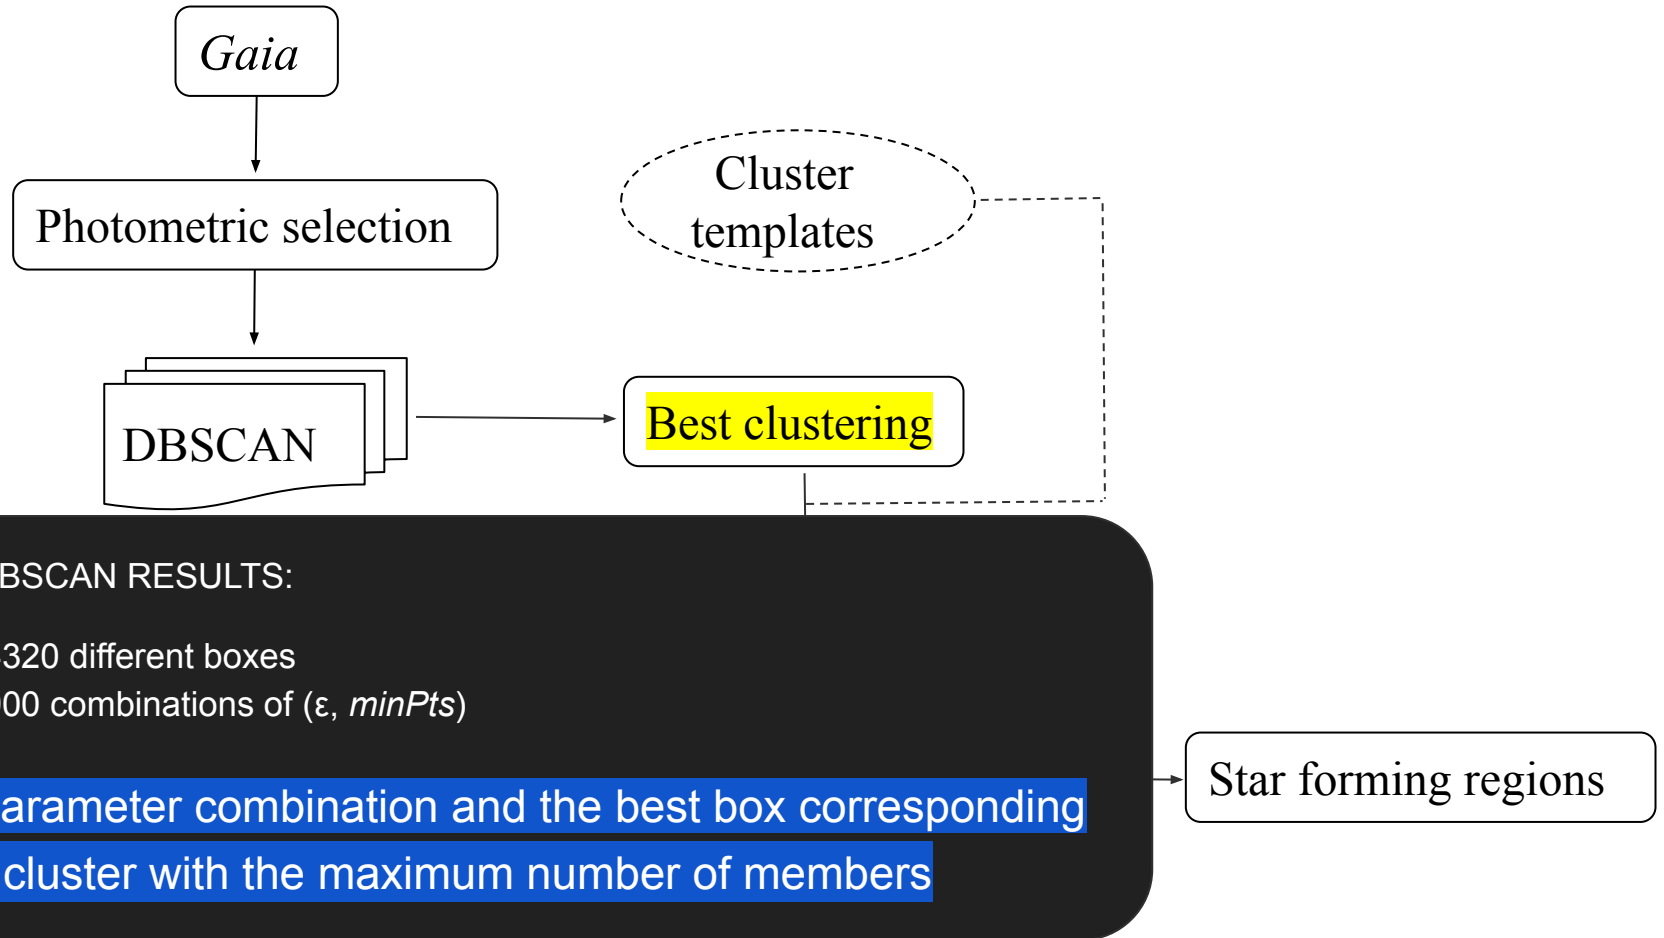 Gaia
Photometric selection
Cluster
templates
DBSCAN
Best clustering
BSCAN RESULTS:
320 different boxes
00 combinations of (ε, minPts)
arameter combination and the best box corresponding
cluster with the maximum number of members
Star forming regions